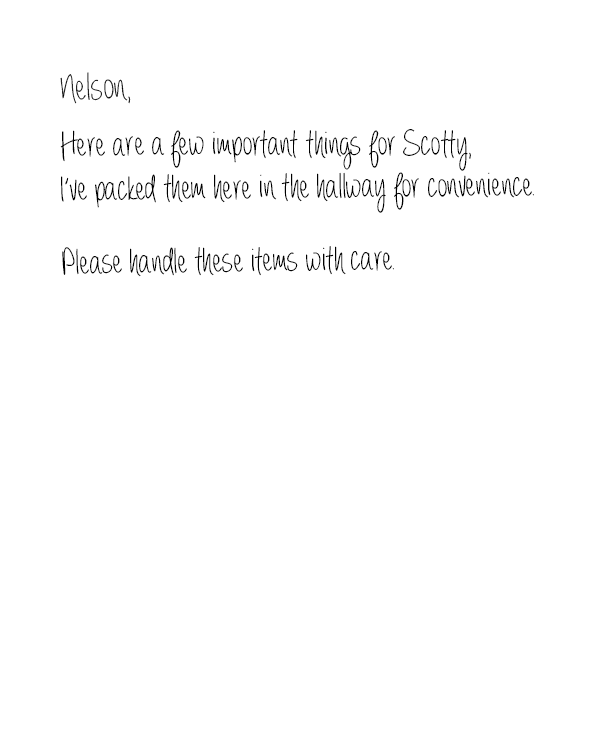 Nelson,
Here are a few important things for Scotty,
I've packed them here in the hallway for convenience.
Please handle these items with care.